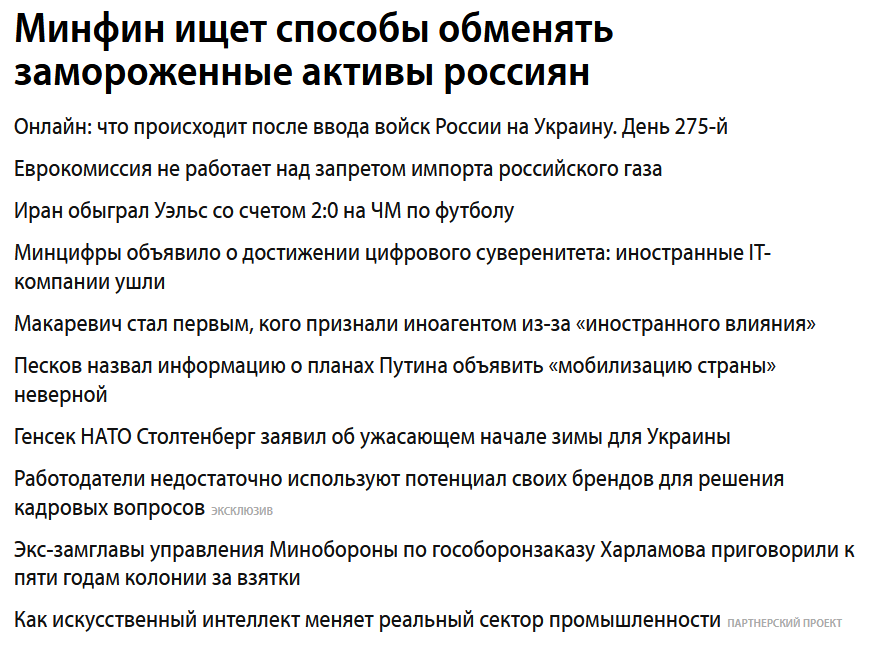 Минфин ищет способы обменять
замороженные активы россиян
Онлайн: что происходит после ввода войск России на Украину. День 275-й
Еврокомиссия не работает над запретом импорта российского газа
Иран обыграл Уэльс со счетом 2:0 на ЧМ по футболу
Минцифры объявило о достижении цифрового суверенитета: иностранные IT-
компании ушли
Макаревич стал первым, кого признали иноагентом из-за «иностранного влияния»
Песков назвал информацию о планах Путина объявить «мобилизацию страны»
неверной
Генсек НАТО Столтенберг заявил об ужасающем начале зимы для Украины
Работодатели недостаточно используют потенциал своих брендов для решения
кадровых вопросов ЭКСКЛЮЗИВ
Экс-замглавы управления Минобороны по гособоронзаказу Харламова приговорили к
пяти годам колонии за взятки
Как искусственный интеллект меняет реальный сектор промышленности ПАРТНЕРСКИЙ ПРОЕКТ